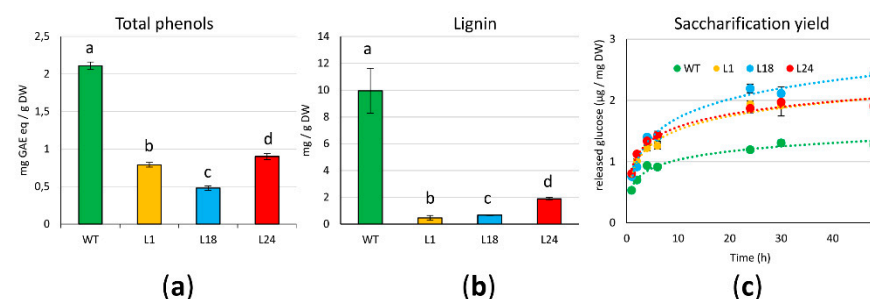 Total phenols
mg GAE eq / g DW
2,5
2
1,5
1
0,5
0
a
b
c
d
WT
L1
L18
L24
(a)
Lignin
mg / g DW
14
12
10
8
6
4
2
0
a
b
c
d
WT
L1
L18
L24
(b)
Saccharification yield
released glucose (µg / mg DW)
3
2
1
0
WT L1 L18 L24
0 20 40
Time (h)
(c)